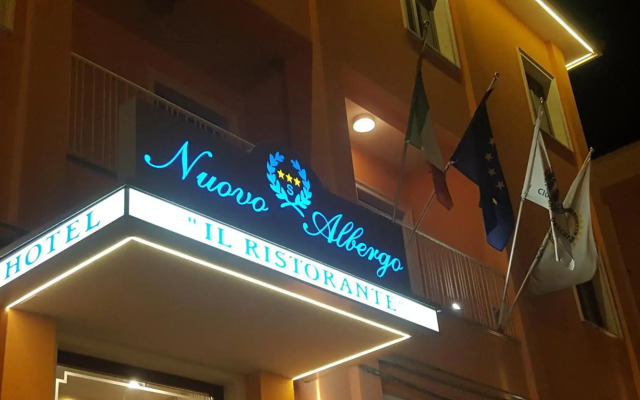 Nuovo
S
Albergo
HOTEL
"IL RISTORANTE"